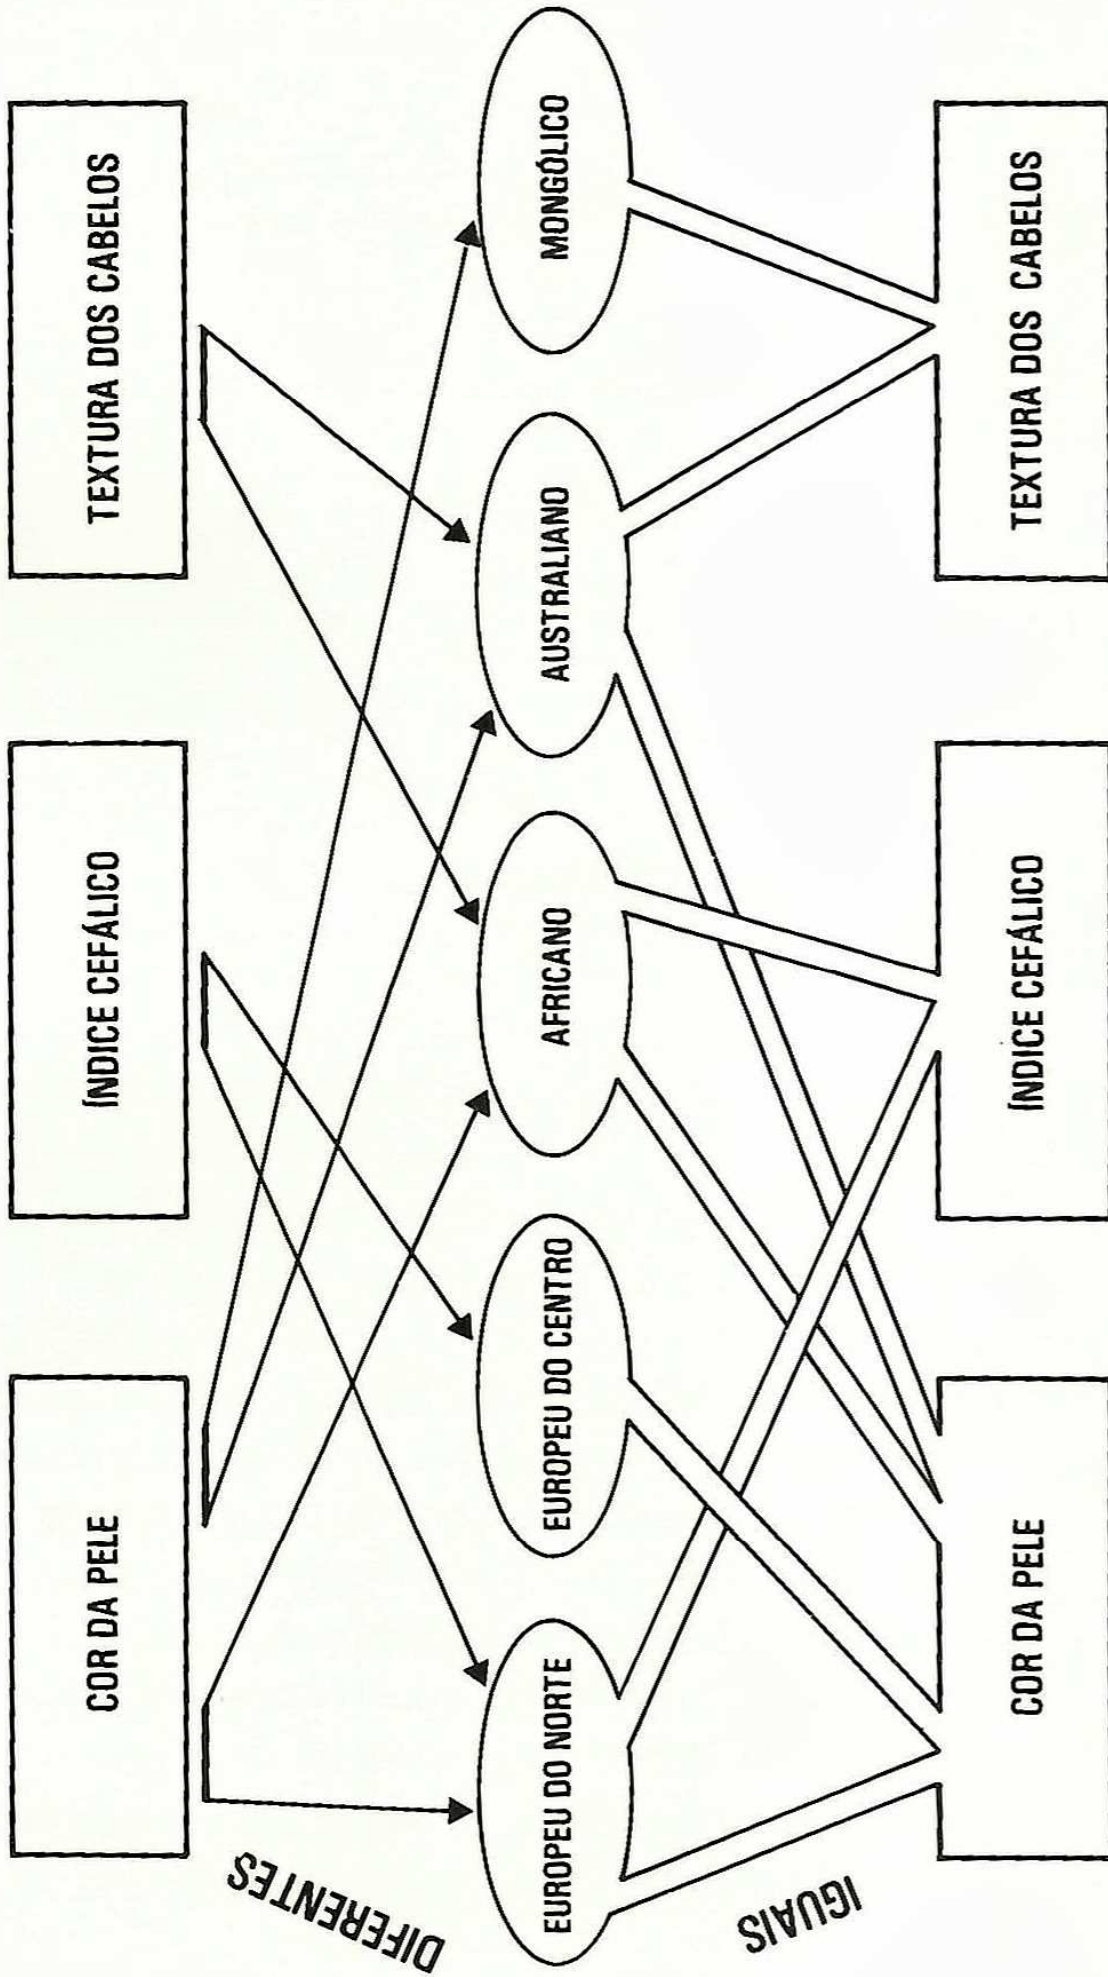 COR DA PELE
ÍNDICE CEFÁLICO
TEXTURA DOS CABELOS
DIFERENTES
EUROPEU DO NORTE
EUROPEU DO CENTRO
AFRICANO
AUSTRALIANO
MONGÓLICO
IGUAIS
COR DA PELE
ÍNDICE CEFÁLICO
TEXTURA DOS CABELOS